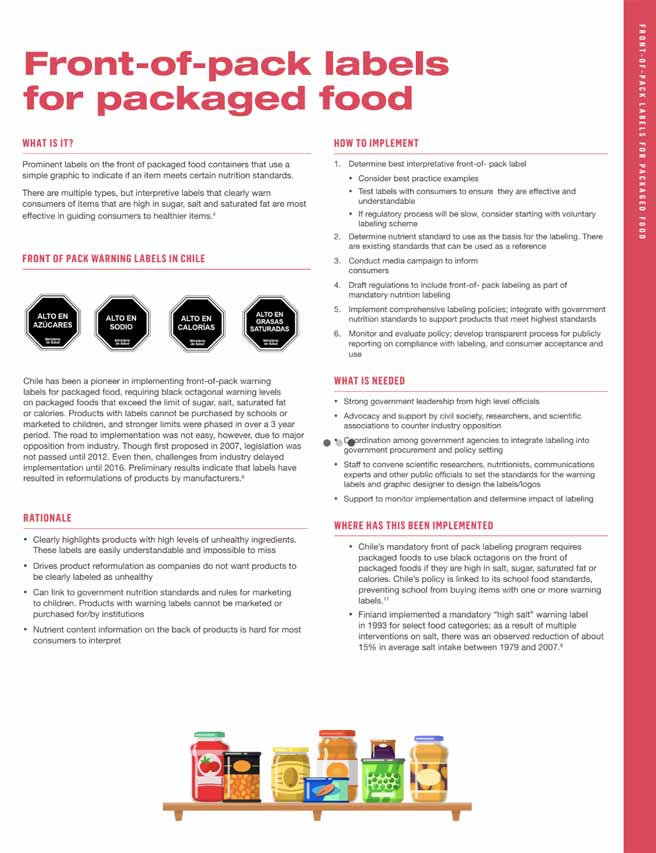 Front-of-pack labels
for packaged food
WHAT IS IT?
Prominent labels on the front of packaged food containers that use a
simple graphic to indicate if an item meets certain nutrition standards.
There are multiple types, but interpretive labels that clearly warn
consumers of items that are high in sugar, salt and saturated fat are most
effective in guiding consumers to healthier items.⁴
FRONT OF PACK WARNING LABELS IN CHILE
ALTO EN
AZÚCARES
Ministerio
de Salud
ALTO EN
SODIO
Ministerio
de Salud
ALTO EN
CALORÍAS
Ministerio
de Salud
ALTO EN
GRASAS
SATURADAS
Ministerio
de Salud
Chile has been a pioneer in implementing front-of-pack warning
labels for packaged food, requiring black octagonal warning levels
on packaged foods that exceed the limit of sugar, salt, saturated fat
or calories. Products with labels cannot be purchased by schools or
marketed to children, and stronger limits were phased in over a 3 year
period. The road to implementation was not easy, however, due to major
opposition from industry. Though first proposed in 2007, legislation was
not passed until 2012. Even then, challenges from industry delayed
implementation until 2016. Preliminary results indicate that labels have
resulted in reformulations of products by manufacturers.⁶
RATIONALE
• Clearly highlights products with high levels of unhealthy ingredients.
These labels are easily understandable and impossible to miss
• Drives product reformulation as companies do not want products to
be clearly labeled as unhealthy
• Can link to government nutrition standards and rules for marketing
to children. Products with warning labels cannot be marketed or
purchased for/by institutions
• Nutrient content information on the back of products is hard for most
consumers to interpret
HOW TO IMPLEMENT
1. Determine best interpretative front-of- pack label
• Consider best practice examples
• Test labels with consumers to ensure they are effective and
understandable
• If regulatory process will be slow, consider starting with voluntary
labeling scheme
2. Determine nutrient standard to use as the basis for the labeling. There
are existing standards that can be used as a reference
3. Conduct media campaign to inform
consumers
4. Draft regulations to include front-of- pack labeling as part of
mandatory nutrition labeling
5. Implement comprehensive labeling policies; integrate with government
nutrition standards to support products that meet highest standards
6. Monitor and evaluate policy; develop transparent process for publicly
reporting on compliance with labeling, and consumer acceptance and
use
WHAT IS NEEDED
• Strong government leadership from high level officials
• Advocacy and support by civil society, researchers, and scientific
associations to counter industry opposition
• Coordination among government agencies to integrate labeling into
government procurement and policy setting
• Staff to convene scientific researchers, nutritionists, communications
experts and other public officials to set the standards for the warning
labels and graphic designer to design the labels/logos
• Support to monitor implementation and determine impact of labeling
WHERE HAS THIS BEEN IMPLEMENTED
• Chile's mandatory front of pack labeling program requires
packaged foods to use black octagons on the front of
packaged foods if they are high in salt, sugar, saturated fat or
calories. Chile's policy is linked to its school food standards,
preventing school from buying items with one or more warning
labels.¹¹
• Finland implemented a mandatory “high salt” warning label
in 1993 for select food categories; as a result of multiple
interventions on salt, there was an observed reduction of about
15% in average salt intake between 1979 and 2007.⁸
FRONT-OF-PACK LABELS FOR PACKAGED FOOD